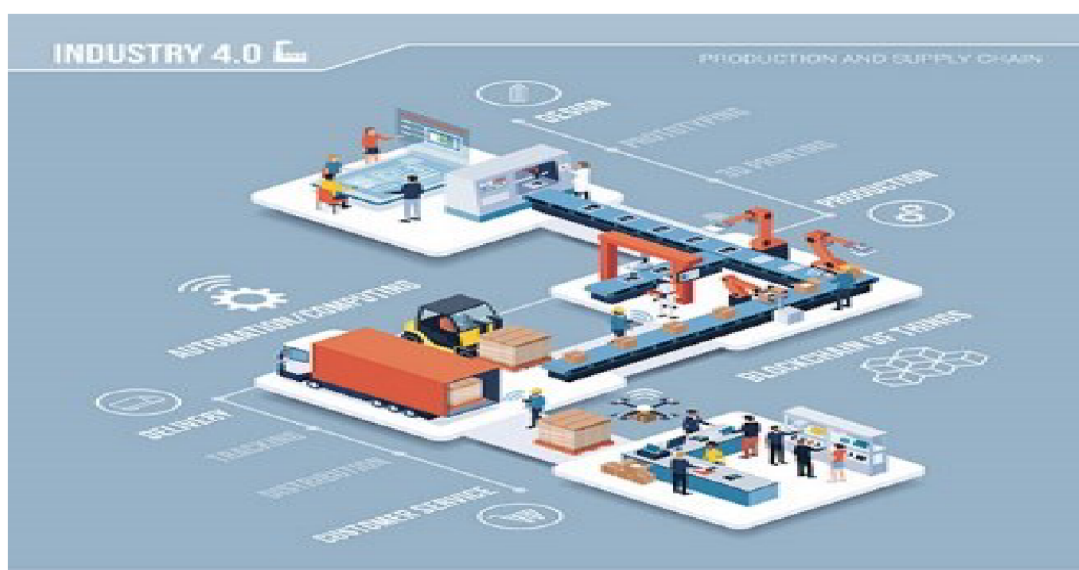 INDUSTRY 4.0
PRODUCTION AND SUPPLY CHAIN
DESIGN
PROTOTYPING
3D PRINTING
PRODUCTION
AUTOMATION/COMPUTING
BLOCKCHAIN OF THINGS
DELIVERY
TRACKING
DISTRIBUTION
CUSTOMER SERVICE